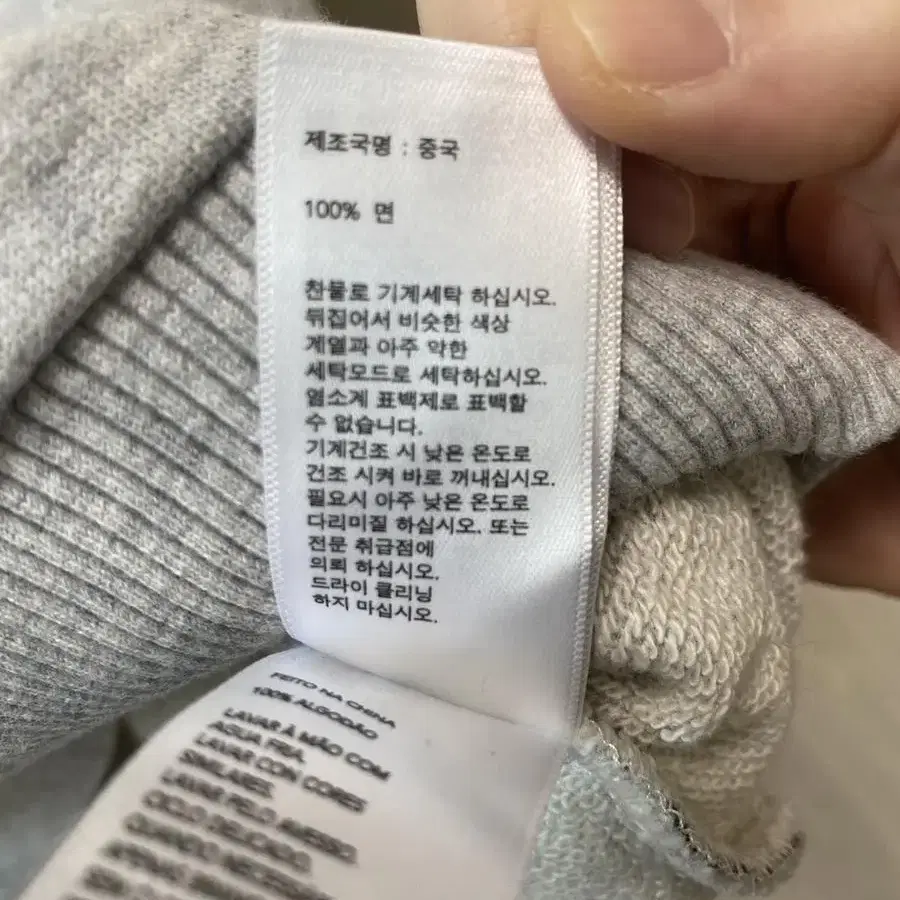 제조국명 : 중국
100% 면
찬물로 기계세탁 하십시오.
뒤집어서 비슷한 색상
계열과 아주 약한
세탁모드로 세탁하십시오.
염소계 표백제로 표백할
수 없습니다.
기계건조 시 낮은 온도로
건조 시켜 바로 꺼내십시오.
필요시 아주 낮은 온도로
다리미질 하십시오. 또는
전문 취급점에
의뢰 하십시오.
드라이 클리닝
하지 마십시오.
FEITO NA CHINA
100% ALGODÃO
LAVAR À MÃO COM
AGUA FRIA.
LAVAR COM CORES
SIMILARES.
LAVAR PELO AVESSO.
CICLO DELICADO.
QUANDO